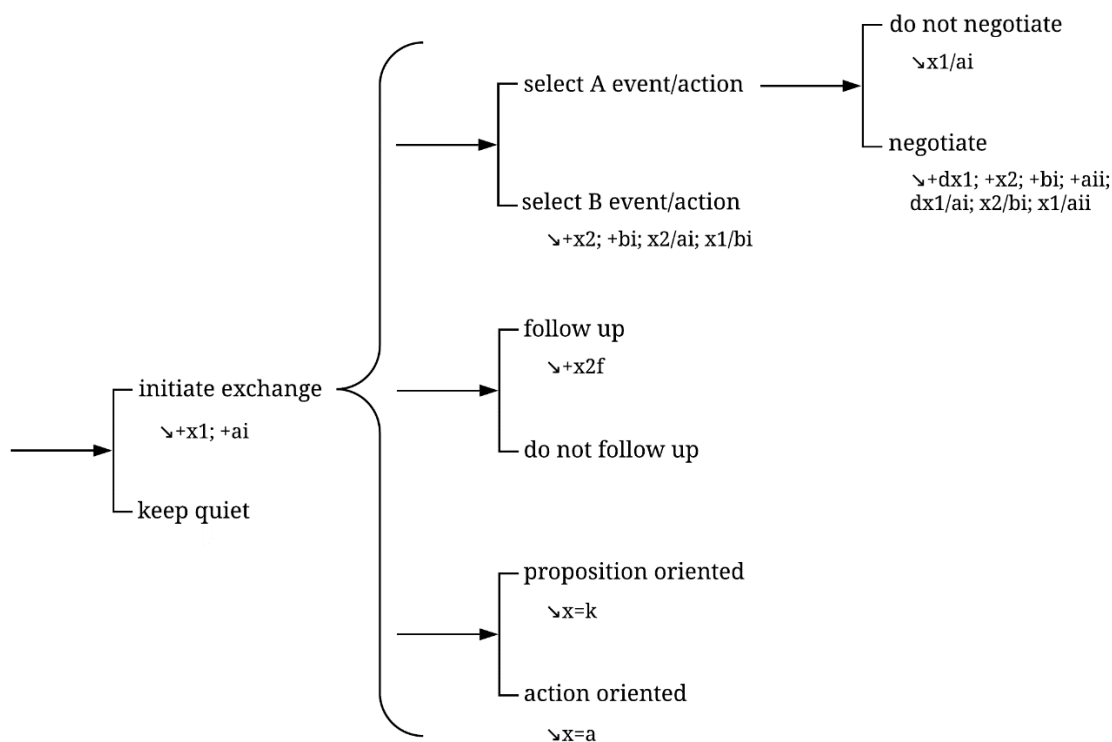 do not negotiate
↘x1/ai
select A event/action
negotiate
↘+dx1; +x2; +bi; +aii;
dx1/ai; x2/bi; x1/aii
select B event/action
↘+x2; +bi; x2/ai; x1/bi
follow up
↘+x2f
initiate exchange
↘+x1; +ai
do not follow up
keep quiet
proposition oriented
↘x=k
action oriented
↘x=a